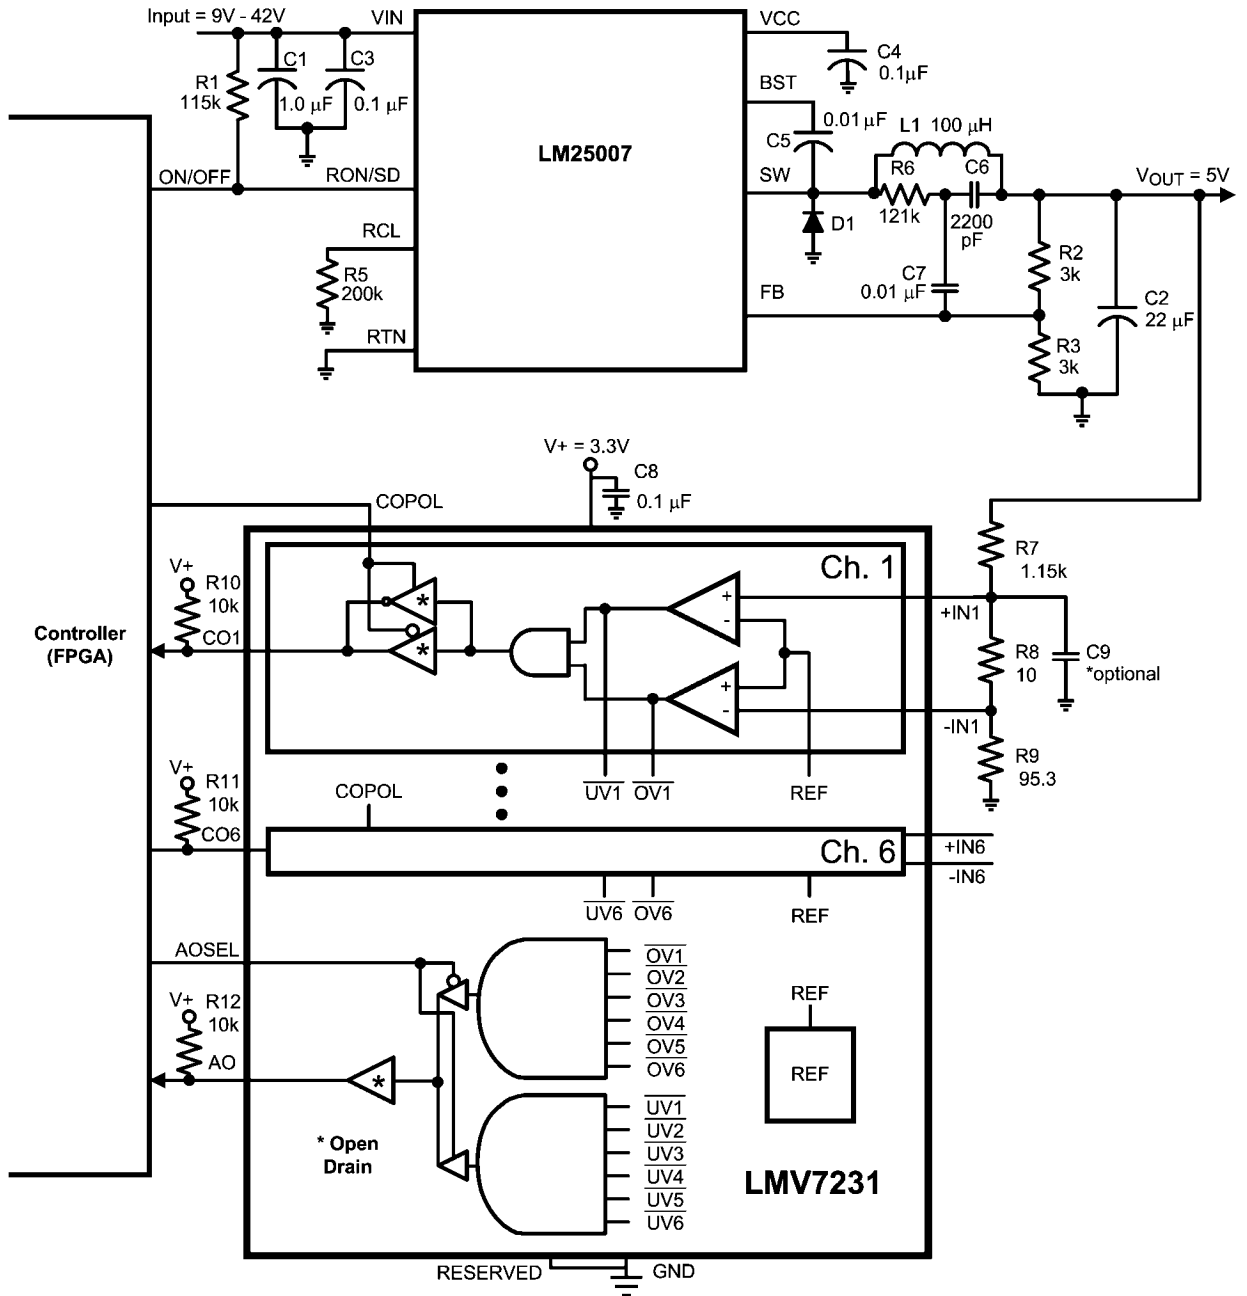 Input = 9V - 42V
VIN
VCC
C1
C3
C4
0.1µF
R1
115k
1.0 µF
0.1 µF
BST
0.01 µF
C5
L1 100 µH
LM25007
ON/OFF
RON/SD
SW
R6
C6
VOUT = 5V
121k
2200
pF
D1
RCL
R5
200k
C7
0.01 µF
R2
3k
FB
C2
22 µF
RTN
R3
3k
V+ = 3.3V
C8
0.1 µF
COPOL
Ch. 1
R7
1.15k
V+
R10
10k
CO1
*
*
+
-
+
-
+IN1
R8
10
C9
*optional
-IN1
R9
95.3
Controller
(FPGA)
V+
R11
10k
CO6
COPOL
UV1
OV1
REF
Ch. 6
+IN6
-IN6
UV6
OV6
REF
AOSEL
V+
R12
10k
AO
*
OV1
OV2
OV3
OV4
OV5
OV6
REF
REF
UV1
UV2
UV3
UV4
UV5
UV6
* Open
Drain
LMV7231
RESERVED
GND